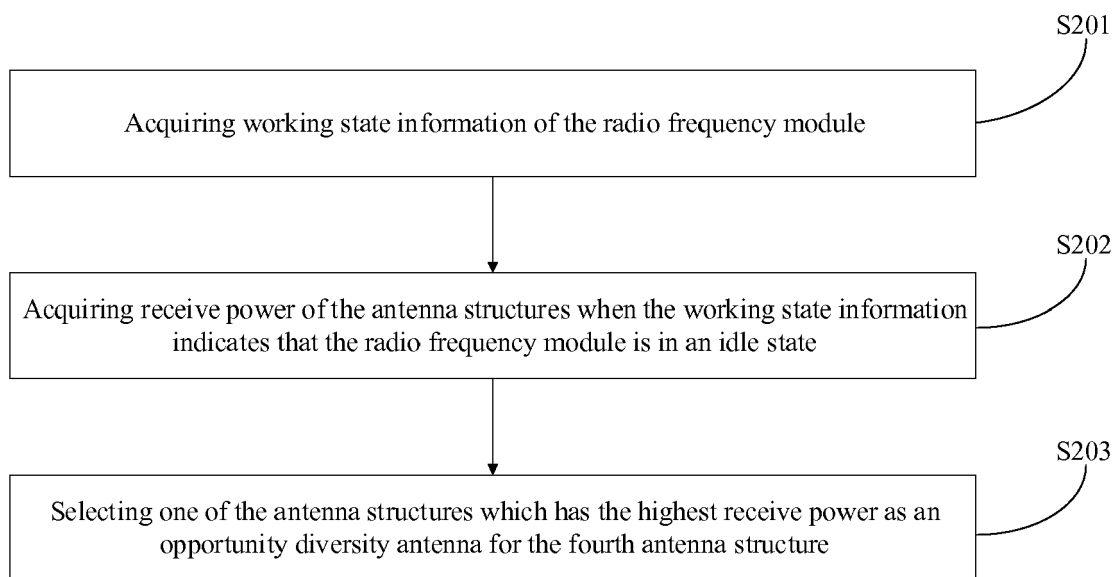 S201
Acquiring working state information of the radio frequency module
S202
Acquiring receive power of the antenna structures when the working state information
indicates that the radio frequency module is in an idle state
S203
Selecting one of the antenna structures which has the highest receive power as an
opportunity diversity antenna for the fourth antenna structure